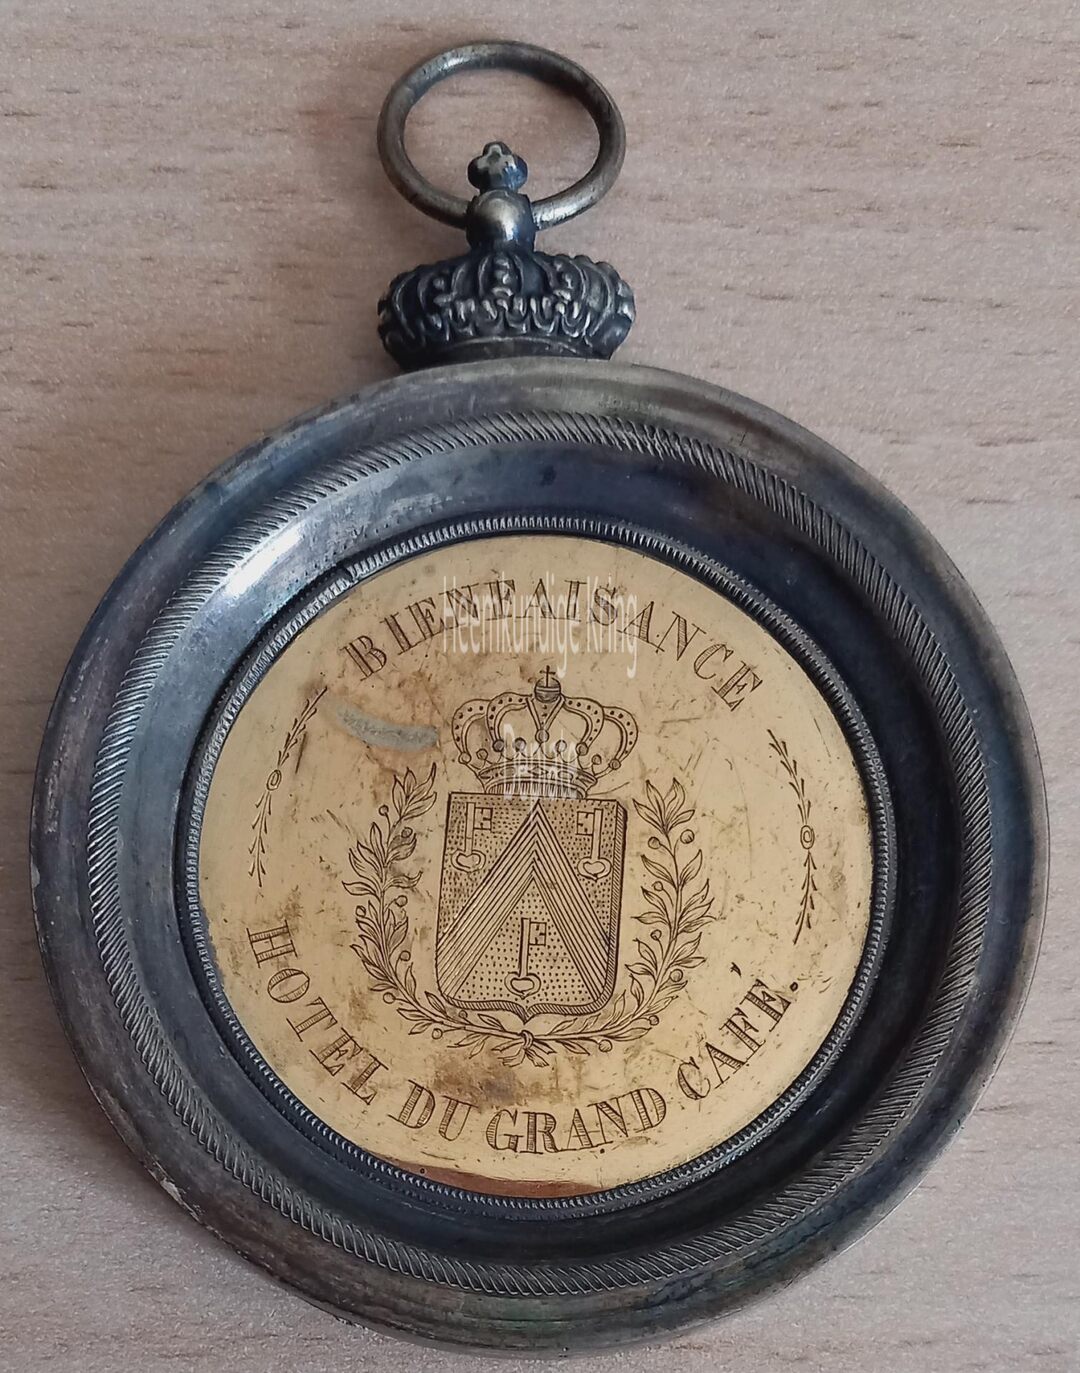 BIENFAISANCE
Heemkundige Kring
HOTEL DU GRAND CAFÉ.